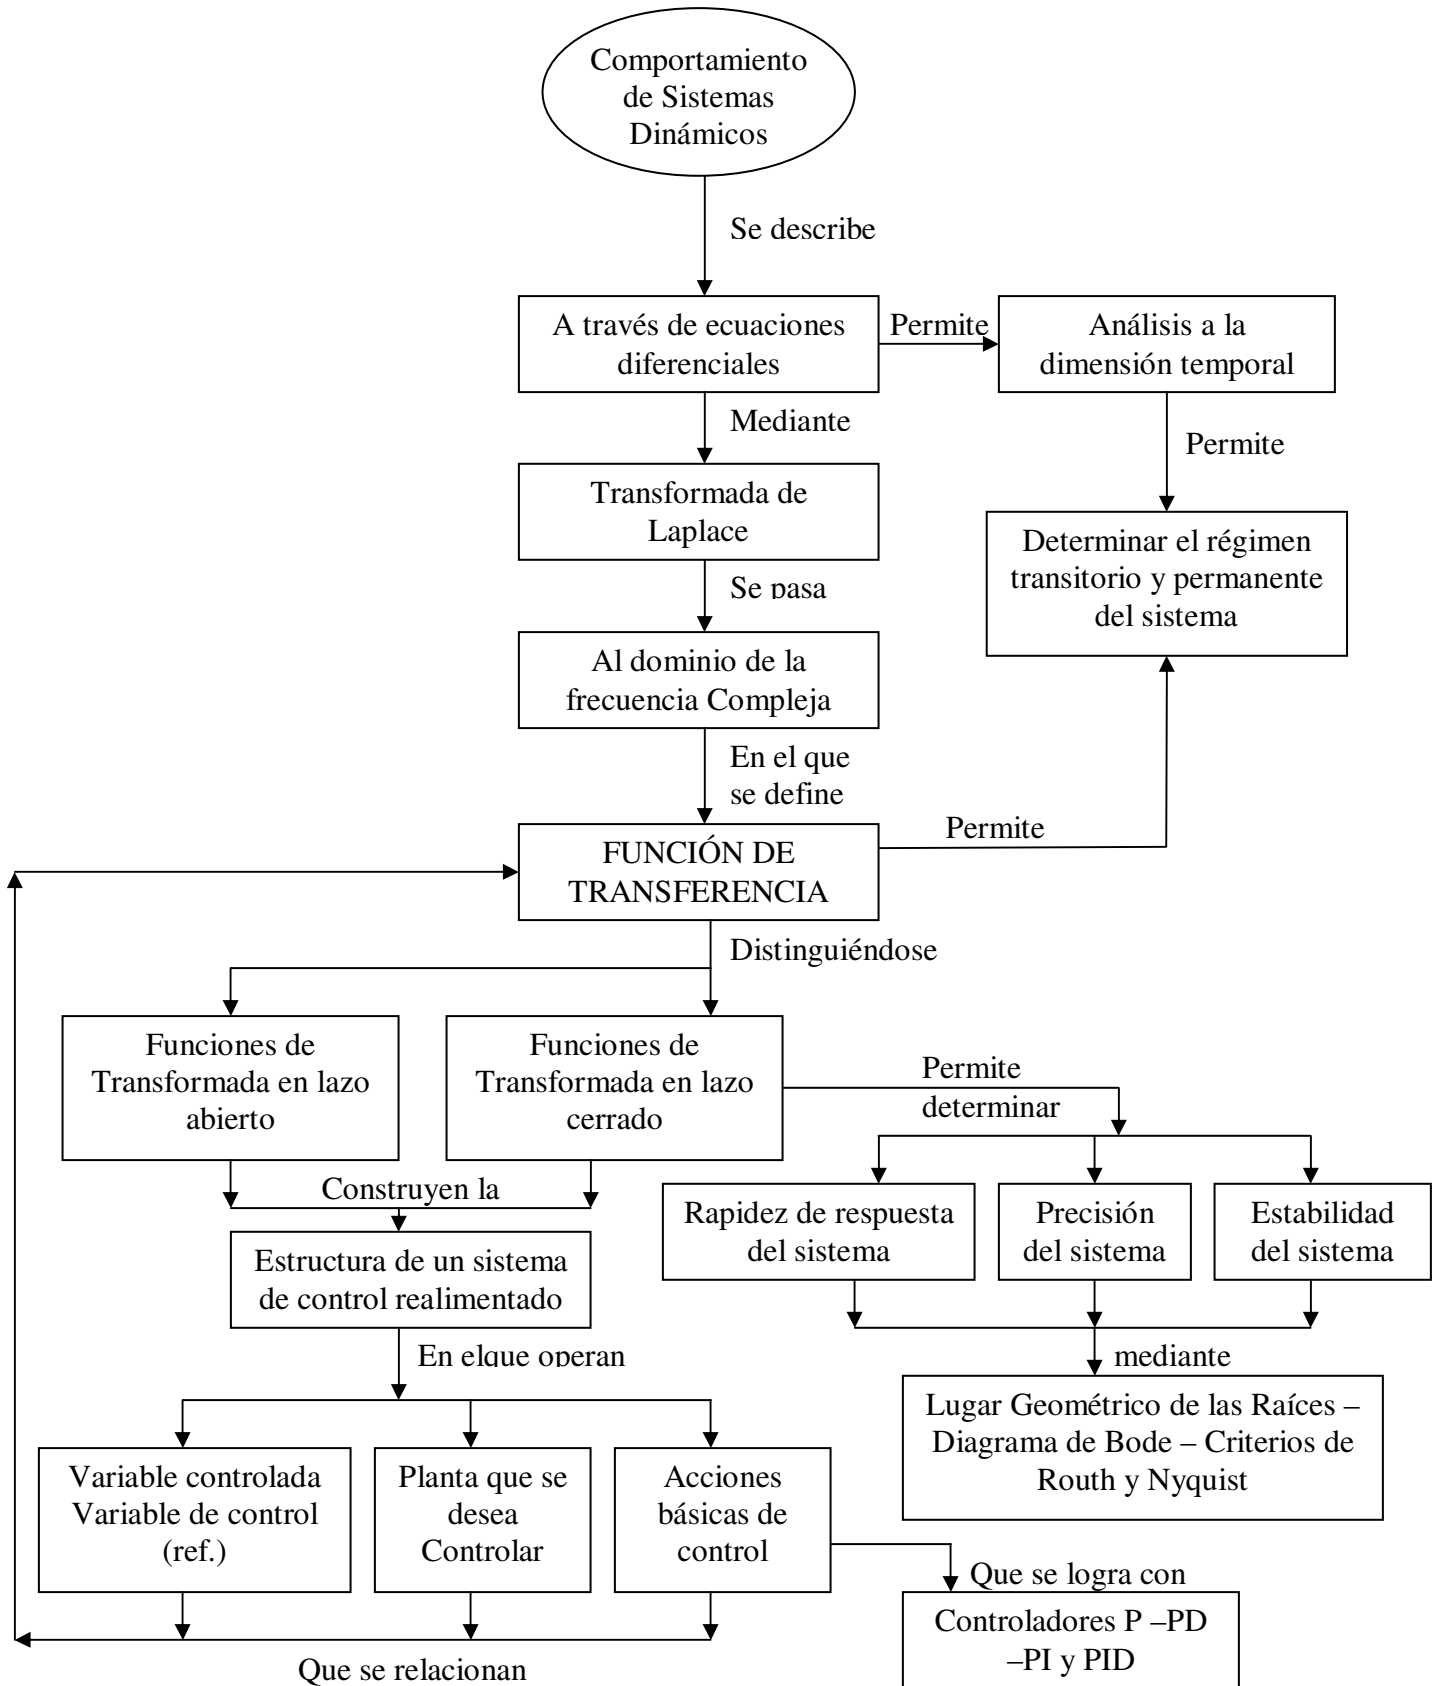 Comportamiento
de Sistemas
Dinámicos
Se describe
A través de ecuaciones
diferenciales
Permite
Análisis a la
dimensión temporal
Mediante
Permite
Transformada de
Laplace
Determinar el régimen
transitorio y permanente
del sistema
Se pasa
Al dominio de la
frecuencia Compleja
En el que
se define
Permite
FUNCIÓN DE
TRANSFERENCIA
Distinguiéndose
Funciones de
Transformada en lazo
abierto
Funciones de
Transformada en lazo
cerrado
Permite
determinar
Construyen la
Rapidez de respuesta
del sistema
Precisión
del sistema
Estabilidad
del sistema
Estructura de un sistema
de control realimentado
En elque operan
mediante
Lugar Geométrico de las Raíces –
Diagrama de Bode – Criterios de
Routh y Nyquist
Variable controlada
Variable de control
(ref.)
Planta que se
desea
Controlar
Acciones
básicas de
control
Que se logra con
Controladores P –PD
–PI y PID
Que se relacionan